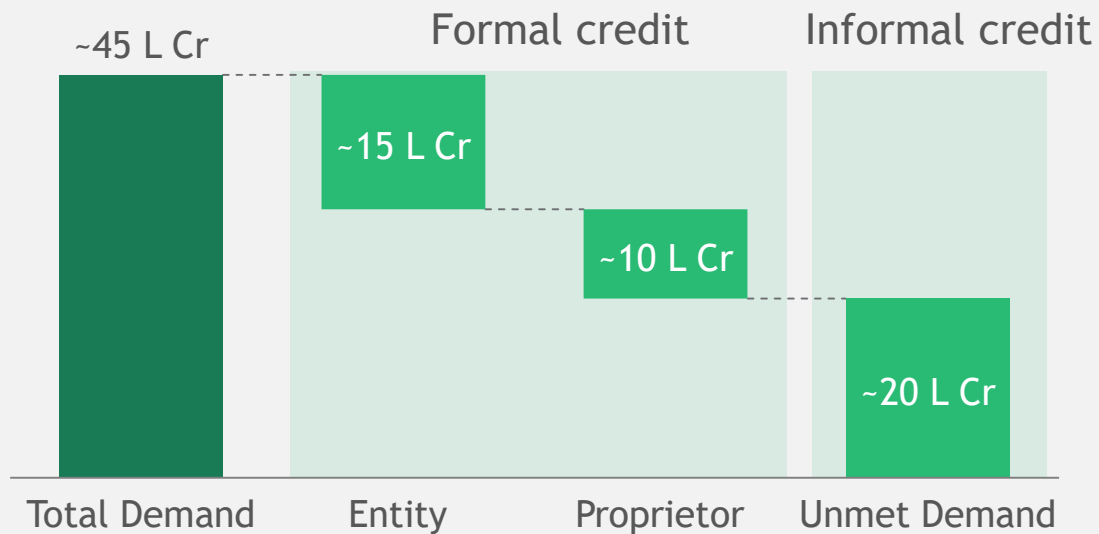 Formal credit
Informal credit
~45 L Cr
~15 L Cr
~10 L Cr
~20 L Cr
Total Demand
Entity
Proprietor
Unmet Demand